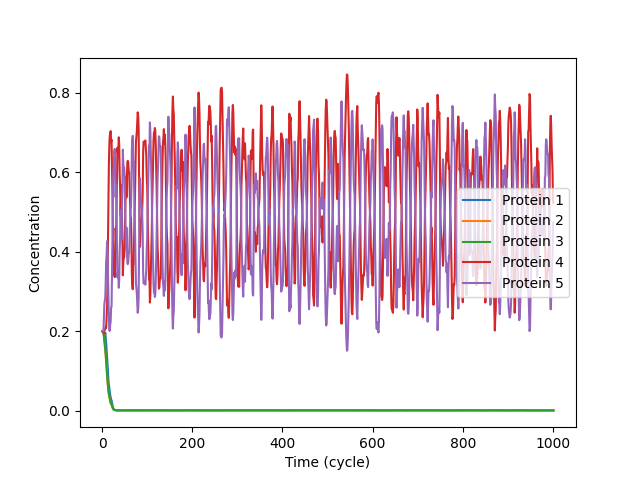 Concentration
0.8
0.6
0.4
0.2
0.0
0 200 400 600 800 1000
Time (cycle)
Protein 1
Protein 2
Protein 3
Protein 4
Protein 5